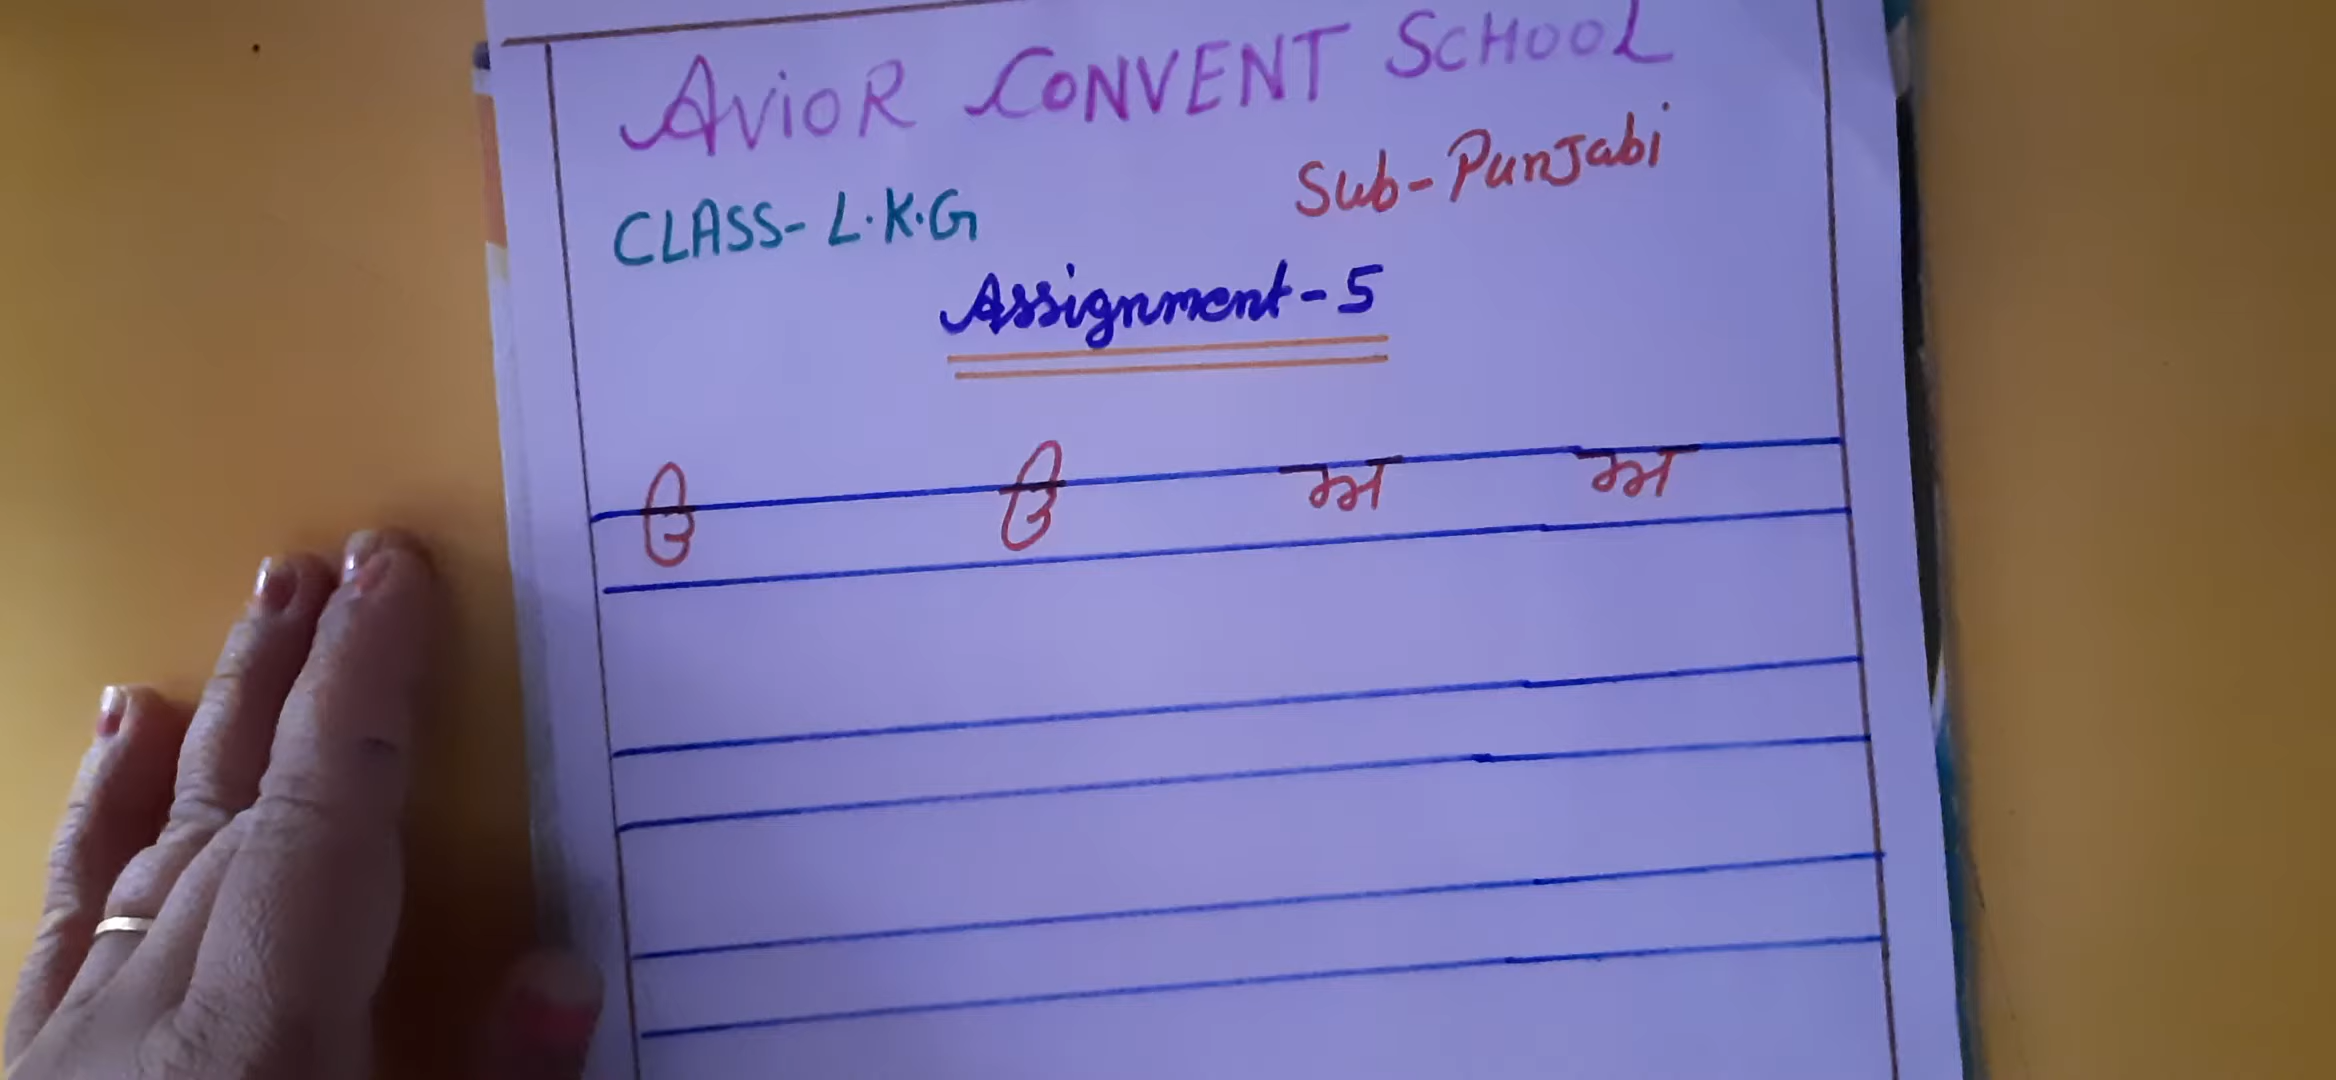 AVIOR CONVENT SCHOOL
CLASS- L.K.G Sub- Punjabi
Assignment - 5
ੳ ੳ ਅ ਅ